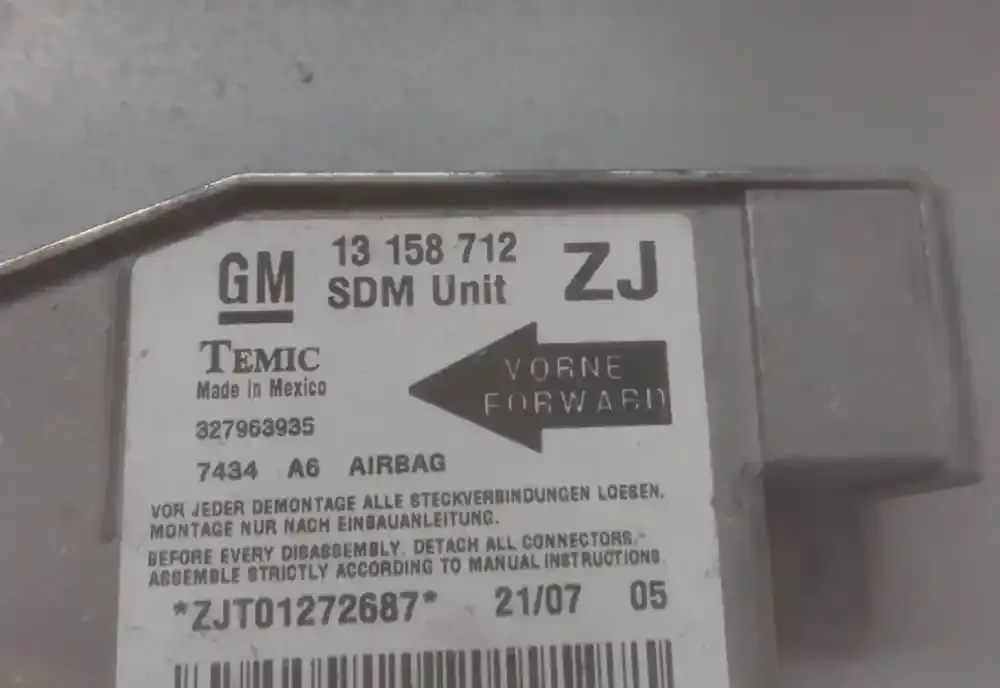 GM 13 158 712 ZJ
SDM Unit
TEMIC
Made in Mexico
VORNE
FORWARD
327963935
7434 A6 AIRBAG
VOR JEDER DEMONTAGE ALLE STECKVERBINDUNGEN LOESEN.
MONTAGE NUR NACH EINBAUANLEITUNG.
BEFORE EVERY DISASSEMBLY, DETACH ALL CONNECTORS.
ASSEMBLE STRICTLY ACCORDING TO MANUAL INSTRUCTIONS.
*ZJT01272687* 21/07 05